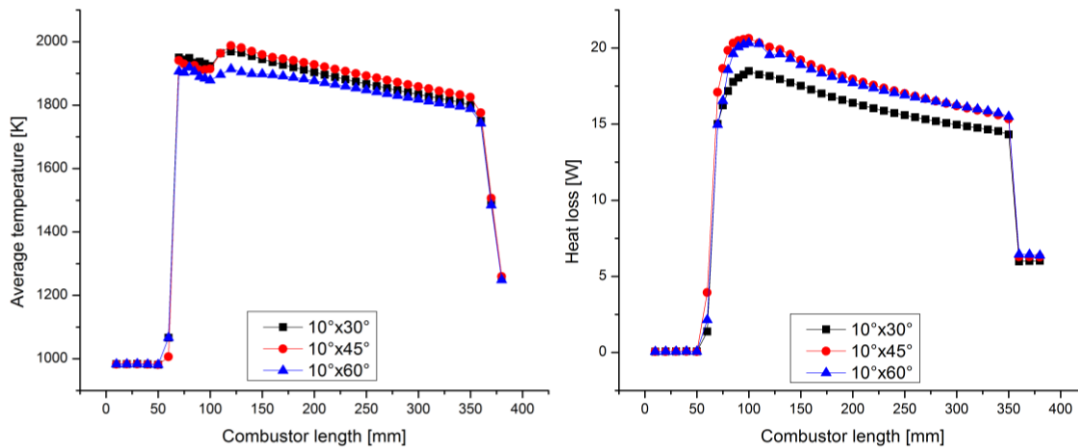 Average temperature [K]
2000
1800
1600
1400
1200
1000
0 50 100 150 200 250 300 350 400
Combustor length [mm]
10°x30°
10°x45°
10°x60°
Heat loss [W]
20
15
10
5
0
0 50 100 150 200 250 300 350 400
Combustor length [mm]
10°x30°
10°x45°
10°x60°